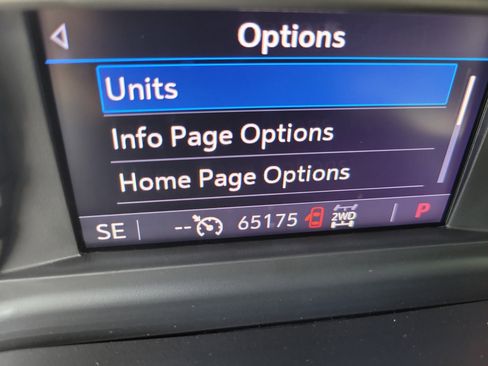 Options
Units
Info Page Options
Home Page Options
SE -- 65175 2WD P